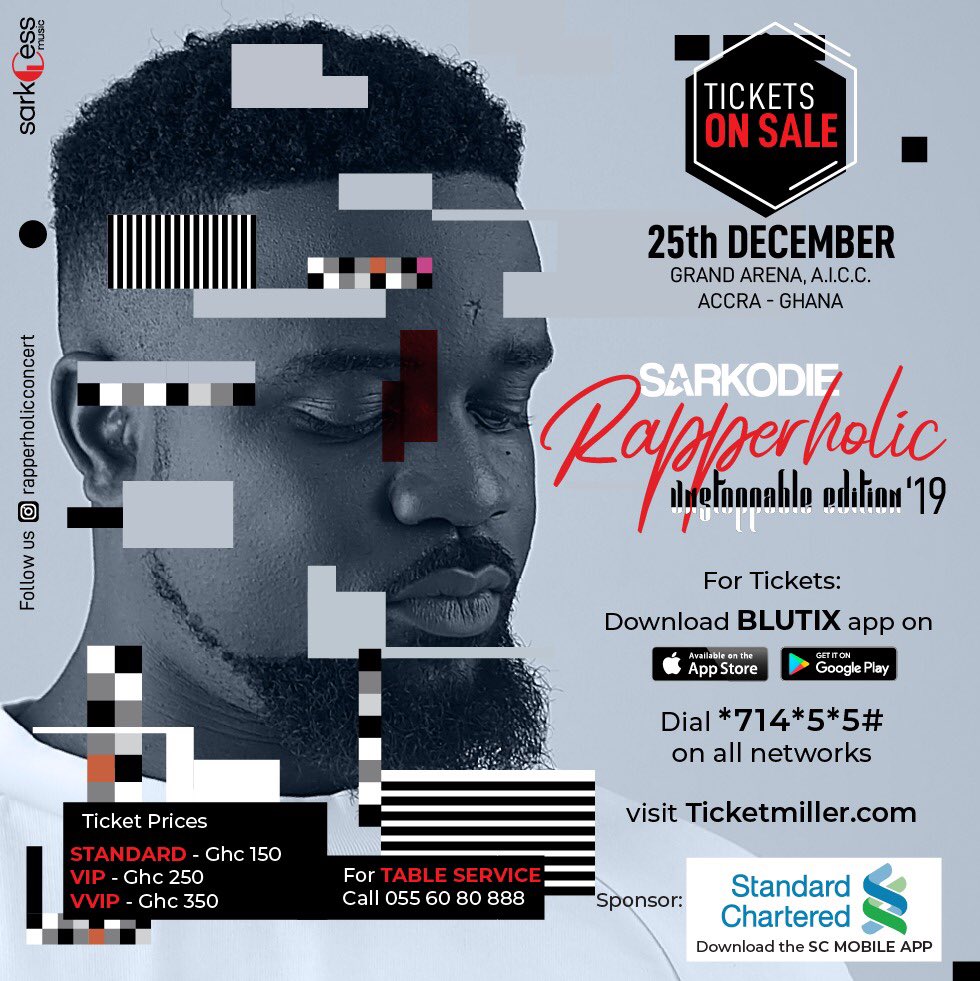 sarkcess
music
TICKETS
ON SALE
25th DECEMBER
GRAND ARENA, A.I.C.C.
ACCRA - GHANA
SARKODIE
Rapperholic
unstoppable edition '19
Follow us rapperholicconcert
For Tickets:
Download BLUTIX app on
Available on the
App Store
GET IT ON
Google Play
Dial *714*5*5#
on all networks
visit Ticketmiller.com
Ticket Prices
STANDARD - Ghc 150
VIP - Ghc 250
VVIP - Ghc 350
For TABLE SERVICE
Call 055 60 80 888
Sponsor:
Standard
Chartered
Download the SC MOBILE APP